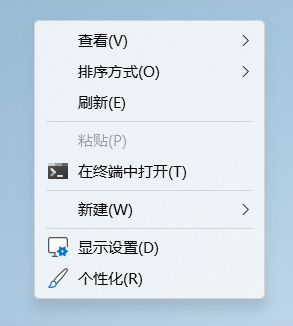 查看(V)
排序方式(O)
刷新(E)
粘贴(P)
在终端中打开(T)
新建(W)
显示设置(D)
个性化(R)